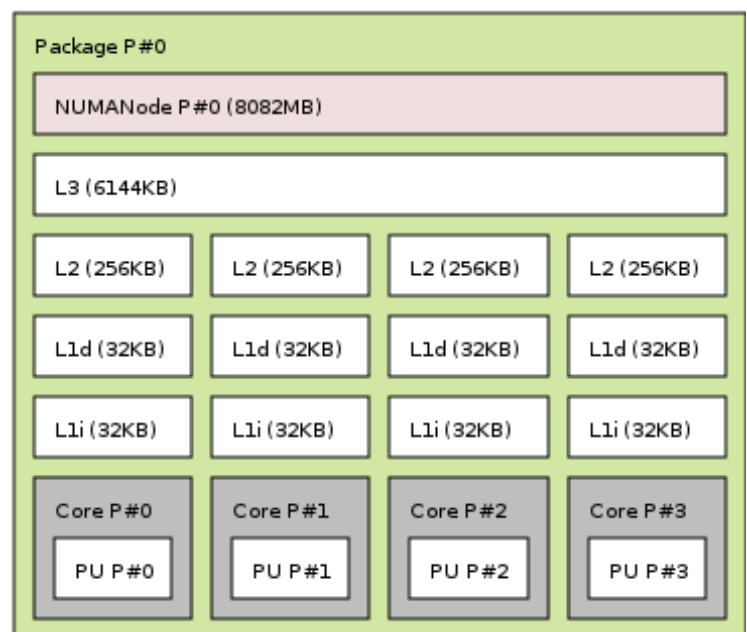 Package P#0
NUMANode P#0 (8082MB)
L3 (6144KB)
L2 (256KB) L2 (256KB) L2 (256KB) L2 (256KB)
L1d (32KB) L1d (32KB) L1d (32KB) L1d (32KB)
L1i (32KB) L1i (32KB) L1i (32KB) L1i (32KB)
Core P#0 Core P#1 Core P#2 Core P#3
PU P#0 PU P#1 PU P#2 PU P#3